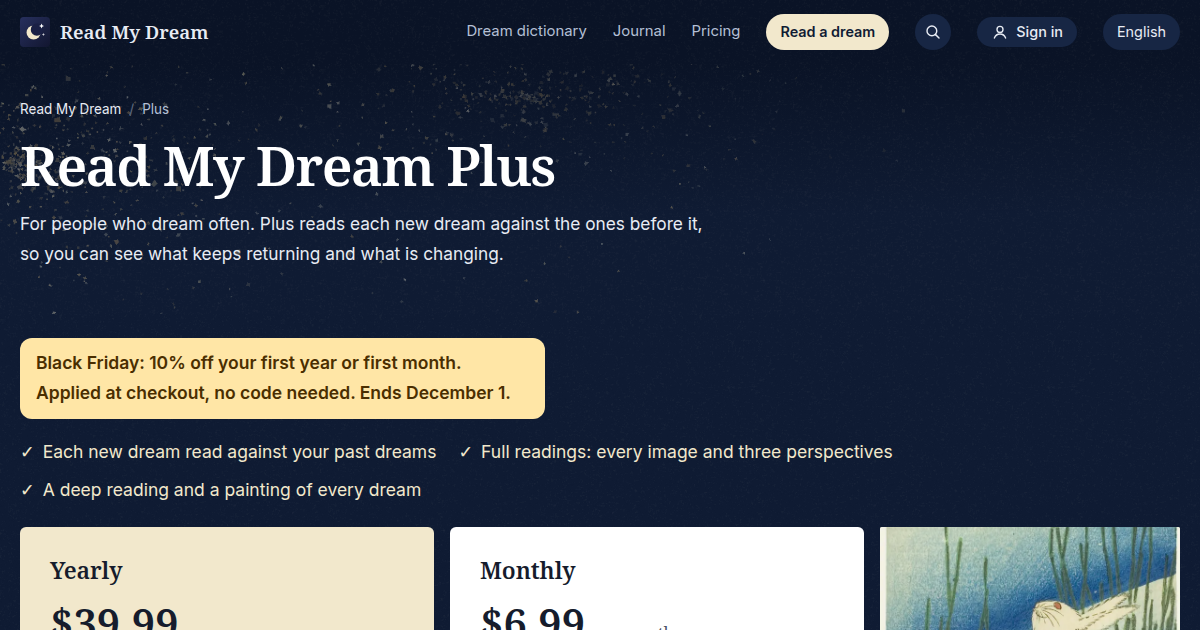 Read My Dream
Dream dictionary
Journal
Pricing
Read a dream
Sign in
English
Read My Dream / Plus
Read My Dream Plus
For people who dream often. Plus reads each new dream against the ones before it,
so you can see what keeps returning and what is changing.
Black Friday: 10% off your first year or first month.
Applied at checkout, no code needed. Ends December 1.
✓ Each new dream read against your past dreams
✓ Full readings: every image and three perspectives
✓ A deep reading and a painting of every dream
Yearly
$39.99
Monthly
$6.99